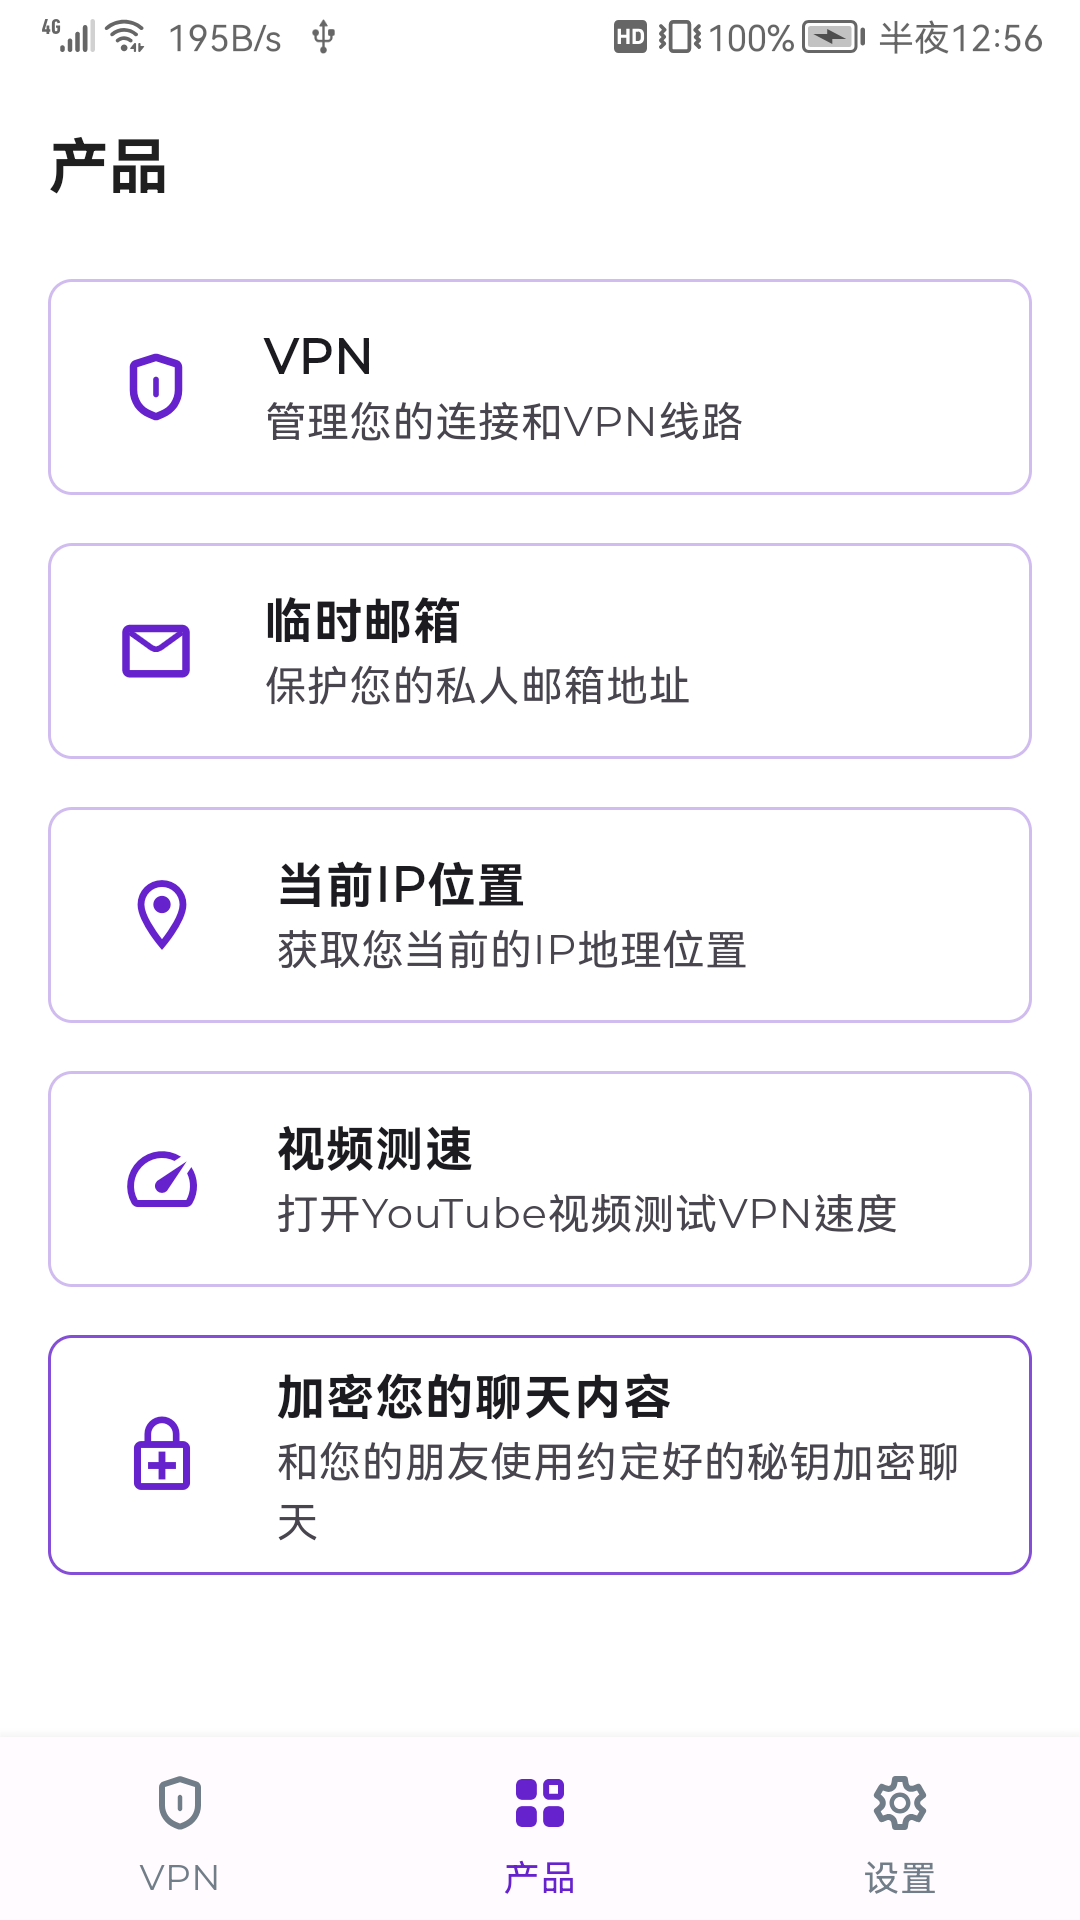 4G 195B/s HD 100% 半夜12:56
产品
VPN
管理您的连接和VPN线路
临时邮箱
保护您的私人邮箱地址
当前IP位置
获取您当前的IP地理位置
视频测速
打开YouTube视频测试VPN速度
加密您的聊天内容
和您的朋友使用约定好的秘钥加密聊
天
VPN 产品 设置